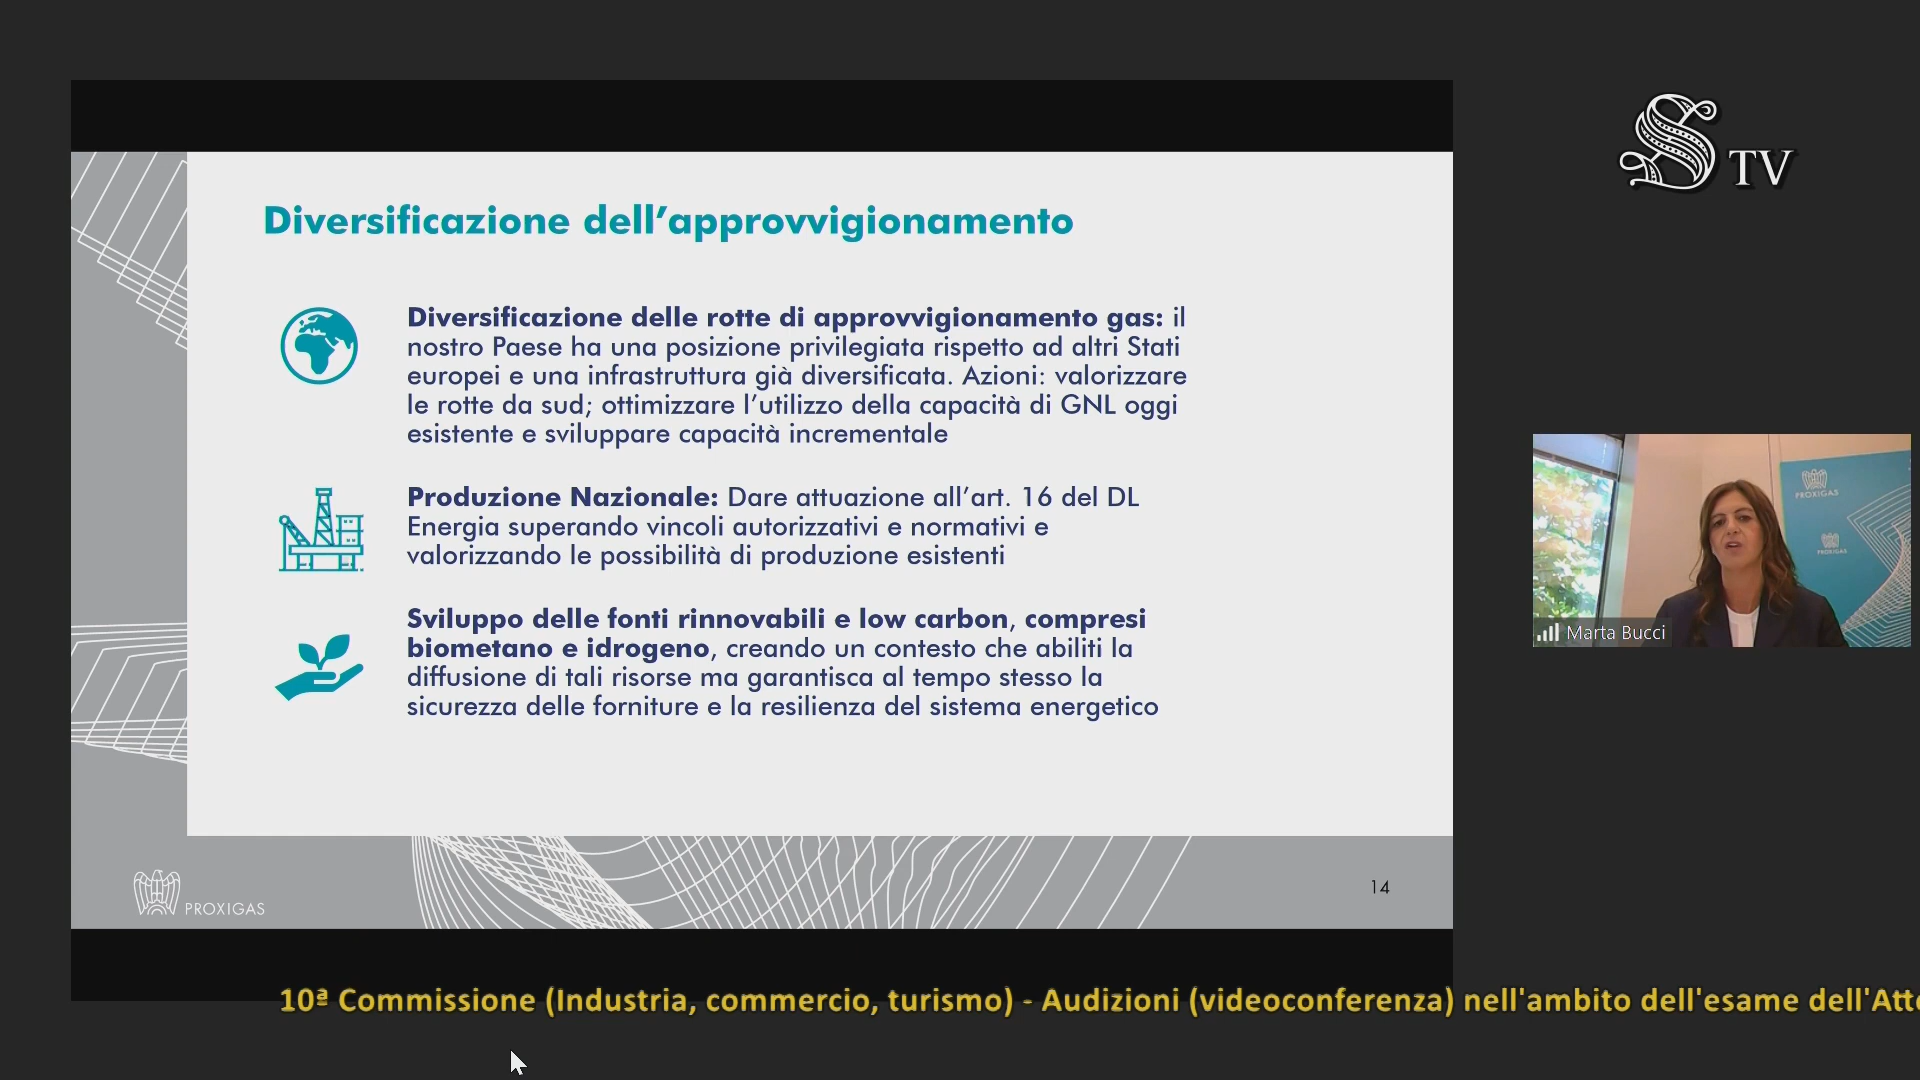 S TV
Diversificazione dell’approvvigionamento
Diversificazione delle rotte di approvvigionamento gas: il
nostro Paese ha una posizione privilegiata rispetto ad altri Stati
europei e una infrastruttura già diversificata. Azioni: valorizzare
le rotte da sud; ottimizzare l’utilizzo della capacità di GNL oggi
esistente e sviluppare capacità incrementale
Produzione Nazionale: Dare attuazione all’art. 16 del DL
Energia superando vincoli autorizzativi e normativi e
valorizzando le possibilità di produzione esistenti
Sviluppo delle fonti rinnovabili e low carbon, compresi
biometano e idrogeno, creando un contesto che abiliti la
diffusione di tali risorse ma garantisca al tempo stesso la
sicurezza delle forniture e la resilienza del sistema energetico
PROXIGAS
14
PROXIGAS
PROXIGAS
Marta Bucci
10ª Commissione (Industria, commercio, turismo) - Audizioni (videoconferenza) nell'ambito dell'esame dell'Atto